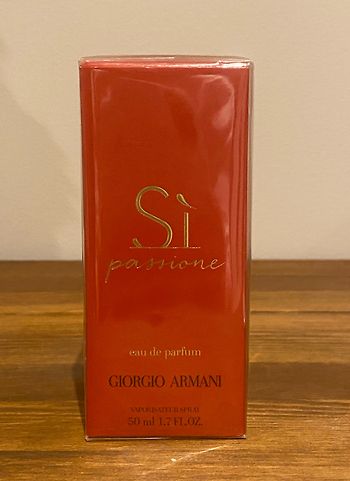 Sì
passione
eau de parfum
GIORGIO ARMANI
VAPORISATEUR SPRAY
50 ml 1.7 FL.OZ.